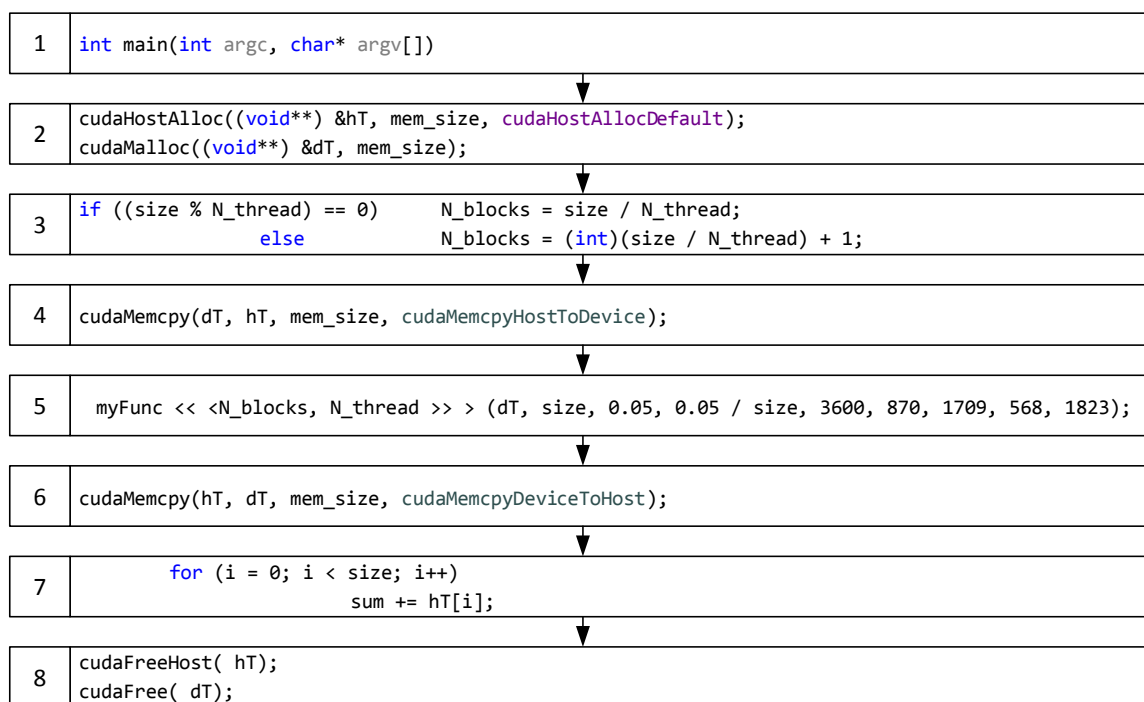 1 int main(int argc, char* argv[])
2 cudaHostAlloc((void**) &hT, mem_size, cudaHostAllocDefault);
cudaMalloc((void**) &dT, mem_size);
3 if ((size % N_thread) == 0) N_blocks = size / N_thread;
else N_blocks = (int)(size / N_thread) + 1;
4 cudaMemcpy(dT, hT, mem_size, cudaMemcpyHostToDevice);
5 myFunc << <N_blocks, N_thread >> > (dT, size, 0.05, 0.05 / size, 3600, 870, 1709, 568, 1823);
6 cudaMemcpy(hT, dT, mem_size, cudaMemcpyDeviceToHost);
7 for (i = 0; i < size; i++)
sum += hT[i];
8 cudaFreeHost( hT);
cudaFree( dT);